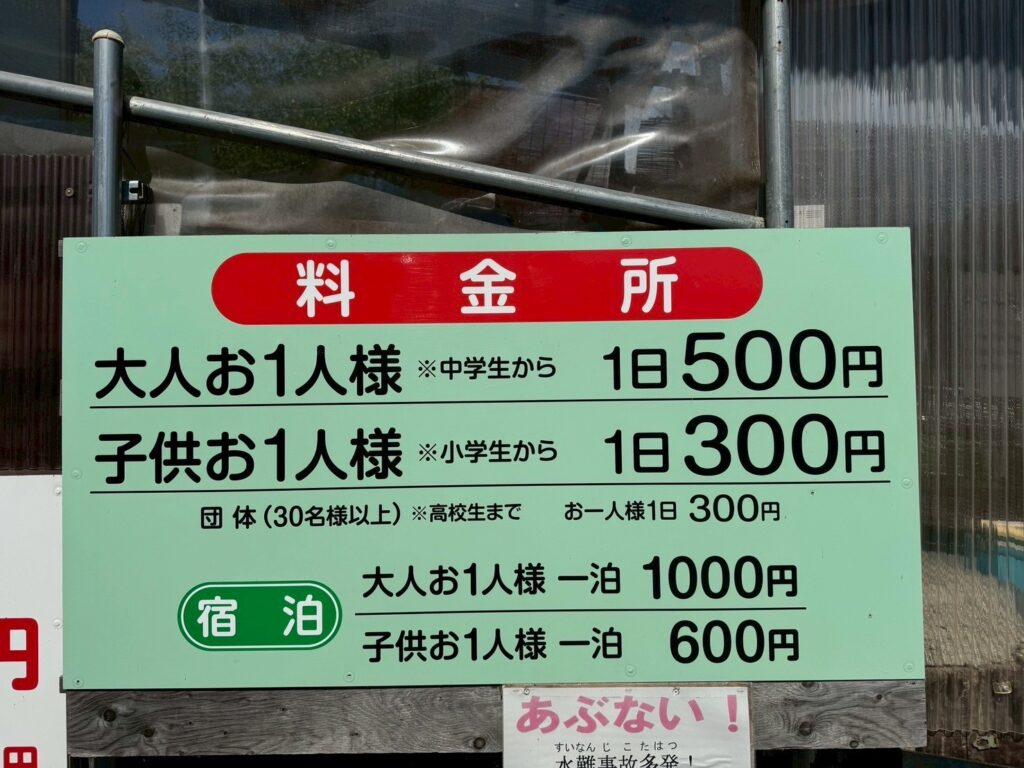 料金所
大人お1人様 ※中学生から 1日500円
子供お1人様 ※小学生から 1日300円
団体(30名様以上)※高校生まで お一人様1日 300円
宿泊
大人お1人様 一泊 1000円
子供お1人様 一泊 600円
円
円
あぶない!
すいなんじこたはつ
水難事故多発!